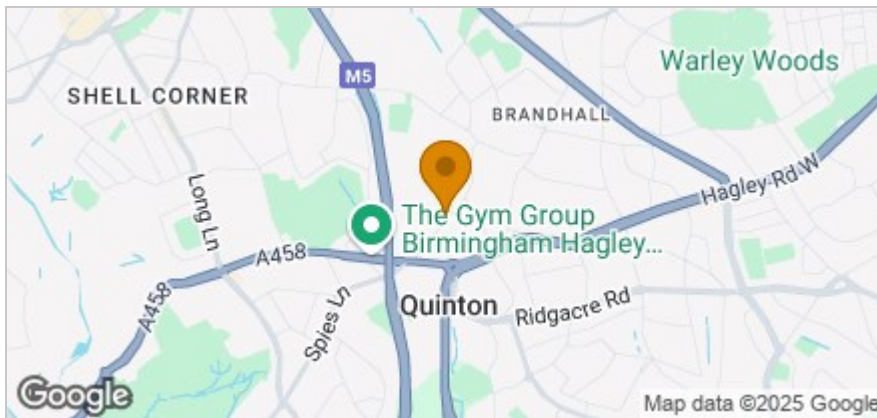 M5
Warley Woods
SHELL CORNER
BRANDHALL
Long Ln
Hagley Rd W
The Gym Group
Birmingham Hagley...
A458
A458
Spies Ln
Quinton
Ridgacre Rd
Google
Map data ©2025 Google